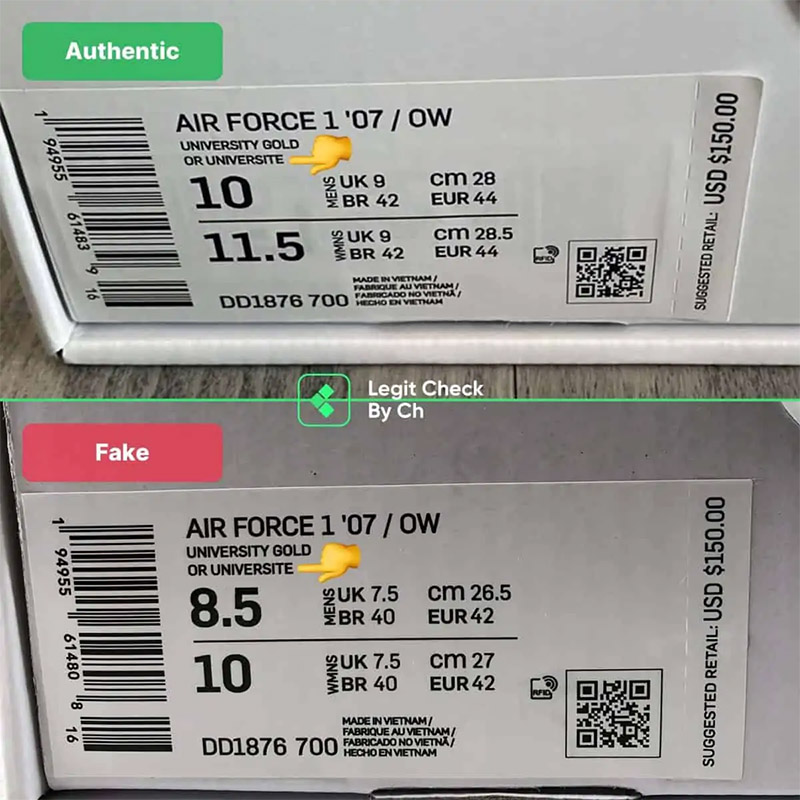 Authentic
AIR FORCE 1 '07 / OW
UNIVERSITY GOLD
OR UNIVERSITE
10 MENS UK 9 cm 28
BR 42 EUR 44
11.5 WMNS UK 9 cm 28.5
BR 42 EUR 44
RFID
DD1876 700
MADE IN VIETNAM /
FABRIQUE AU VIETNAM /
FABRICADO NO VIETNÃ /
HECHO EN VIETNAM
1 94955 61483 9 16
SUGGESTED RETAIL: USD $150.00
Legit Check
By Ch
Fake
AIR FORCE 1 '07 / OW
UNIVERSITY GOLD
OR UNIVERSITE
8.5 MENS UK 7.5 cm 26.5
BR 40 EUR 42
10 WMNS UK 7.5 cm 27
BR 40 EUR 42
RFID
DD1876 700
MADE IN VIETNAM /
FABRIQUE AU VIETNAM /
FABRICADO NO VIETNÃ /
HECHO EN VIETNAM
1 94955 61480 8 16
SUGGESTED RETAIL: USD $150.00